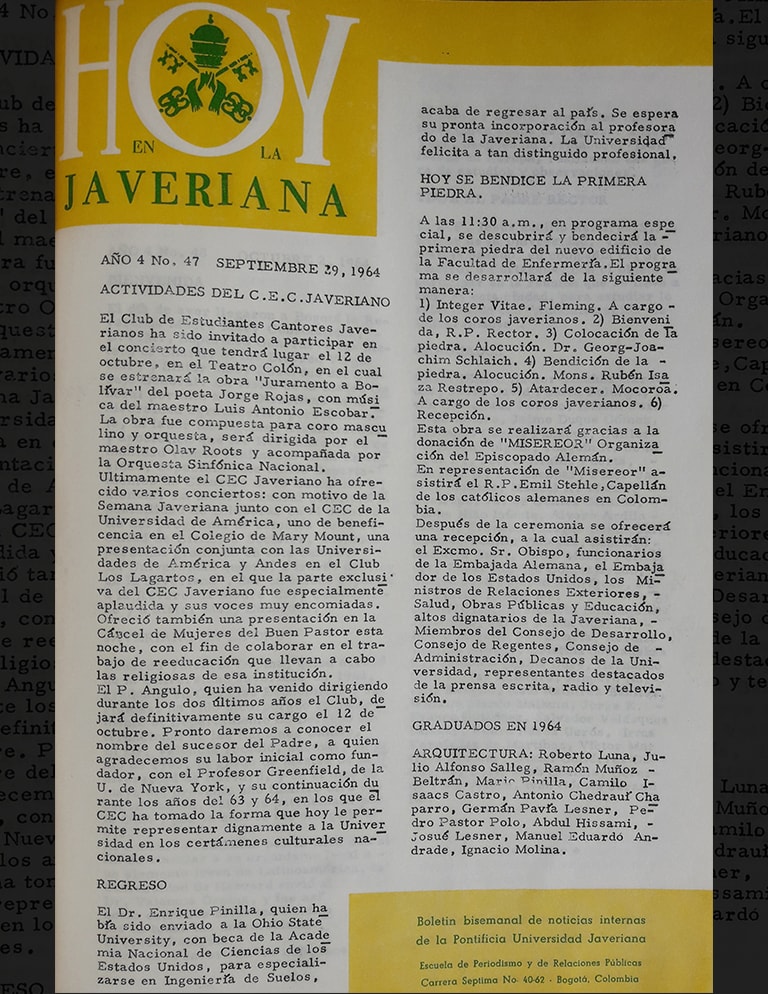 HOY
EN LA
JAVERIANA
AÑO 4 No. 47 SEPTIEMBRE 29, 1964
ACTIVIDADES DEL C.E.C.JAVERIANO
El Club de Estudiantes Cantores Jave-
rianos ha sido invitado a participar en
el concierto que tendrá lugar el 12 de
octubre, en el Teatro Colón, en el cual
se estrenará la obra "Juramento a Bo-
lívar" del poeta Jorge Rojas, con músi
ca del maestro Luis Antonio Escobar.
La obra fue compuesta para coro mascu
lino y orquesta, será dirigida por el
maestro Olav Roots y acompañada por
la Orquesta Sinfónica Nacional.
Ultimamente el CEC Javeriano ha ofre-
cido varios conciertos: con motivo de la
Semana Javeriana junto con el CEC de la
Universidad de América, uno de benefi-
cencia en el Colegio de Mary Mount, una
presentación conjunta con las Universi-
dades de América y Andes en el Club
Los Lagartos, en el que la parte exclusi-
va del CEC Javeriano fue especialmente
aplaudida y sus voces muy encomiadas.
Ofreció también una presentación en la
Cáncel de Mujeres del Buen Pastor esta
noche, con el fin de colaborar en el tra-
bajo de reeducación que llevan a cabo
las religiosas de esa institución.
El P. Angulo, quien ha venido dirigiendo
durante los dos últimos años el Club, de
jará definitivamente su cargo el 12 de
octubre. Pronto daremos a conocer el
nombre del sucesor del Padre, a quien
agradecemos su labor inicial como fun-
dador, con el Profesor Greenfield, de la
U. de Nueva York, y su continuación du
rante los años del 63 y 64, en los que el
CEC ha tomado la forma que hoy le per-
mite representar dignamente a la Univer
sidad en los certámenes culturales na-
cionales.
REGRESO
El Dr. Enrique Pinilla, quien ha
bía sido enviado a la Ohio State
University, con beca de la Acade
mia Nacional de Ciencias de los
Estados Unidos, para especiali-
zarse en Ingeniería de Suelos,
acaba de regresar al país. Se espera
su pronta incorporación al profesora
do de la Javeriana. La Universidad
felicita a tan distinguido profesional.
HOY SE BENDICE LA PRIMERA
PIEDRA.
A las 11:30 a.m., en programa espe
cial, se descubrirá y bendecirá la -
primera piedra del nuevo edificio de
la Facultad de Enfermería.El progra
ma se desarrollará de la siguiente
manera:
1) Integer Vitae. Fleming. A cargo -
de los coros javerianos. 2) Bienveni
da, R.P. Rector. 3) Colocación de la
piedra. Alocución. Dr. Georg-Joa-
chim Schlaich. 4) Bendición de la -
piedra. Alocución. Mons. Rubén Isa
za Restrepo. 5) Atardecer. Mocoroa.
A cargo de los coros javerianos. 6)
Recepción.
Esta obra se realizará gracias a la
donación de "MISEREOR" Organiza
ción del Episcopado Alemán.
En representación de "Misereor" a-
sistirá el R.P.Emil Stehle,Capellán
de los católicos alemanes en Colom-
bia.
Después de la ceremonia se ofrecerá
una recepción, a la cual asistirán:
el Excmo. Sr. Obispo, funcionarios
de la Embajada Alemana, el Embaja
dor de los Estados Unidos, los Mi-
nistros de Relaciones Exteriores, -
Salud, Obras Públicas y Educación,
altos dignatarios de la Javeriana, -
Miembros del Consejo de Desarrollo,
Consejo de Regentes, Consejo de -
Administración, Decanos de la Uni-
versidad, representantes destacados
de la prensa escrita, radio y televi-
sión.
GRADUADOS EN 1964
ARQUITECTURA: Roberto Luna, Ju-
lio Alfonso Salleg, Ramón Muñoz -
Beltrán, Mario Pinilla, Camilo I-
saacs Castro, Antonio Chedrauí Cha
parro, Germán Pavía Lesner, Pe-
dro Pastor Polo, Abdul Hissami, -
Josué Lesner, Manuel Eduardo An-
drade, Ignacio Molina.
Boletín bisemanal de noticias internas
de la Pontificia Universidad Javeriana
Escuela de Periodismo y de Relaciones Públicas
Carrera Septima No· 40-62 - Bogotá, Colombia